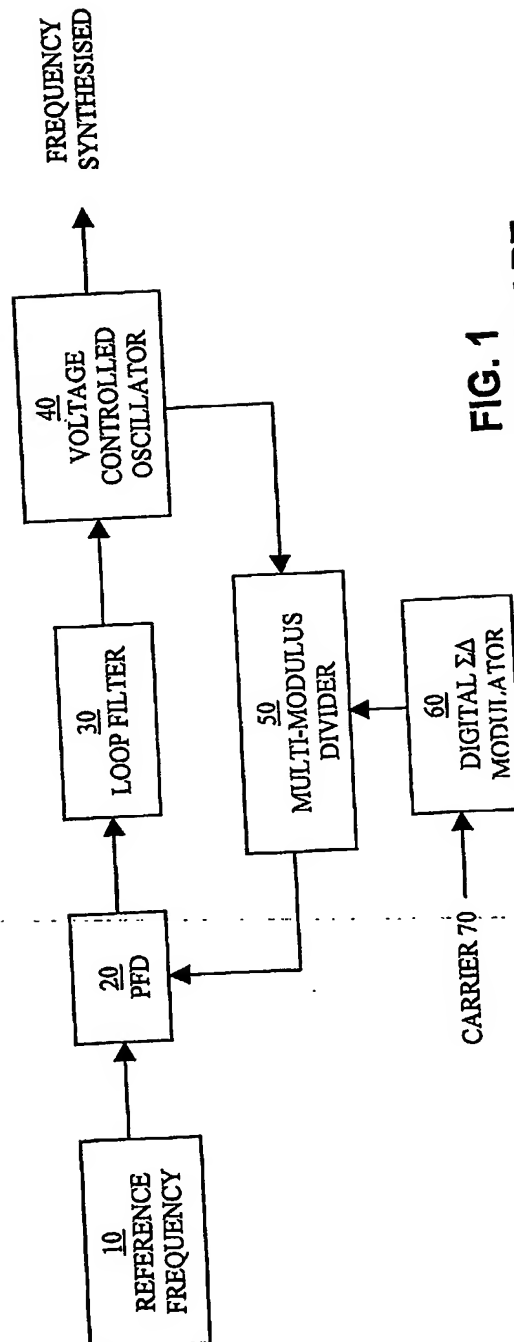 10
REFERENCE
FREQUENCY
20
PFD
30
LOOP FILTER
40
VOLTAGE
CONTROLLED
OSCILLATOR
FREQUENCY
SYNTHESISED
50
MULTI-MODULUS
DIVIDER
60
DIGITAL ΣΔ
MODULATOR
CARRIER 70
FIG. 1